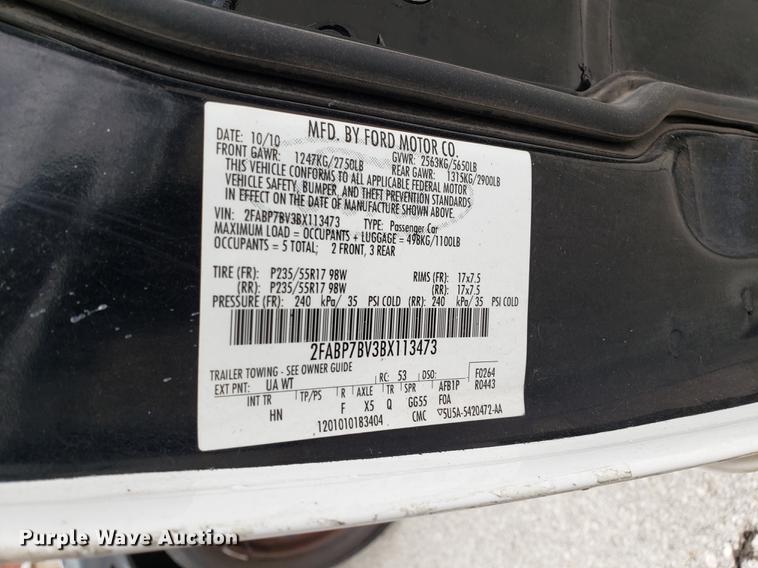 MFD. BY FORD MOTOR CO.
DATE: 10/10 GVWR: 2563KG/5650LB
FRONT GAWR: 1247KG/2750LB REAR GAWR: 1315KG/2900LB
THIS VEHICLE CONFORMS TO ALL APPLICABLE FEDERAL MOTOR
VEHICLE SAFETY, BUMPER, AND THEFT PREVENTION STANDARDS
IN EFFECT ON THE DATE OF MANUFACTURE SHOWN ABOVE.
VIN: 2FABP7BV3BX113473 TYPE: Passenger Car
MAXIMUM LOAD = OCCUPANTS + LUGGAGE = 498KG/1100LB
OCCUPANTS = 5 TOTAL; 2 FRONT, 3 REAR
TIRE (FR): P235/55R17 98W RIMS (FR): 17x7.5
(RR): P235/55R17 98W (RR): 17x7.5
PRESSURE (FR): 240 kPa/ 35 PSI COLD (RR): 240 kPa/35 PSI COLD
2FABP7BV3BX113473
TRAILER TOWING - SEE OWNER GUIDE
EXT PNT: UA WT RC: 53 DSO: F0264
INT TR TP/PS R AXLE TR SPR AFB1P R0443
HN F X5 Q GG55 FOA
1201010183404 CMC ▽5U5A-5420472-AA
Purple Wave Auction